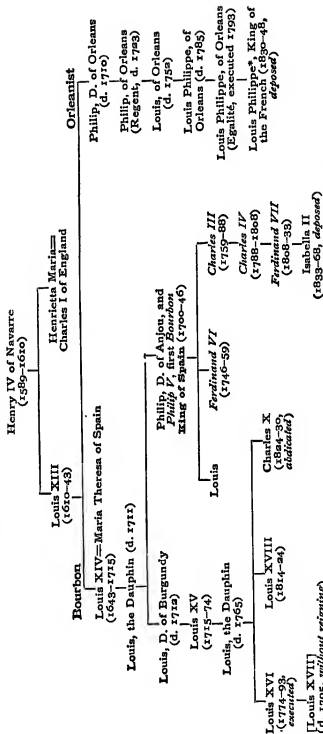 Henry IV of Navarre
(1589-1610)
Louis XIII
(1610-43)
Henrietta Maria=
Charles I of England
Bourbon
Orleanist
Louis XIV=Maria Theresa of Spain
(1643-1715)
Philip, D. of Orleans
(d. 1710)
Louis, the Dauphin (d. 1711)
Philip, of Orleans
(Regent, d. 1723)
Louis, D. of Burgundy
(d. 1712)
Philip, D. of Anjou, and
Philip V, first Bourbon
King of Spain (1700-46)
Louis, of Orleans
(d. 1752)
Louis XV
(1715-74)
Louis Philippe, of
Orleans (d. 1785)
Louis, the Dauphin
(d. 1765)
Louis
Ferdinand VI
(1746-59)
Charles III
(1759-88)
Louis Philippe, of Orleans
(Egalité, executed 1793)
Charles IV
(1788-1808)
Louis Philippe*, King of
the French (1830-48,
deposed)
Louis XVI
(1774-93,
executed)
Louis XVIII
(1814-24)
Charles X
(1824-30,
abdicated)
Ferdinand VII
(1808-33)
[Louis XVII]
(d. 1795, without reigning)
Isabella II
(1833-68, deposed)